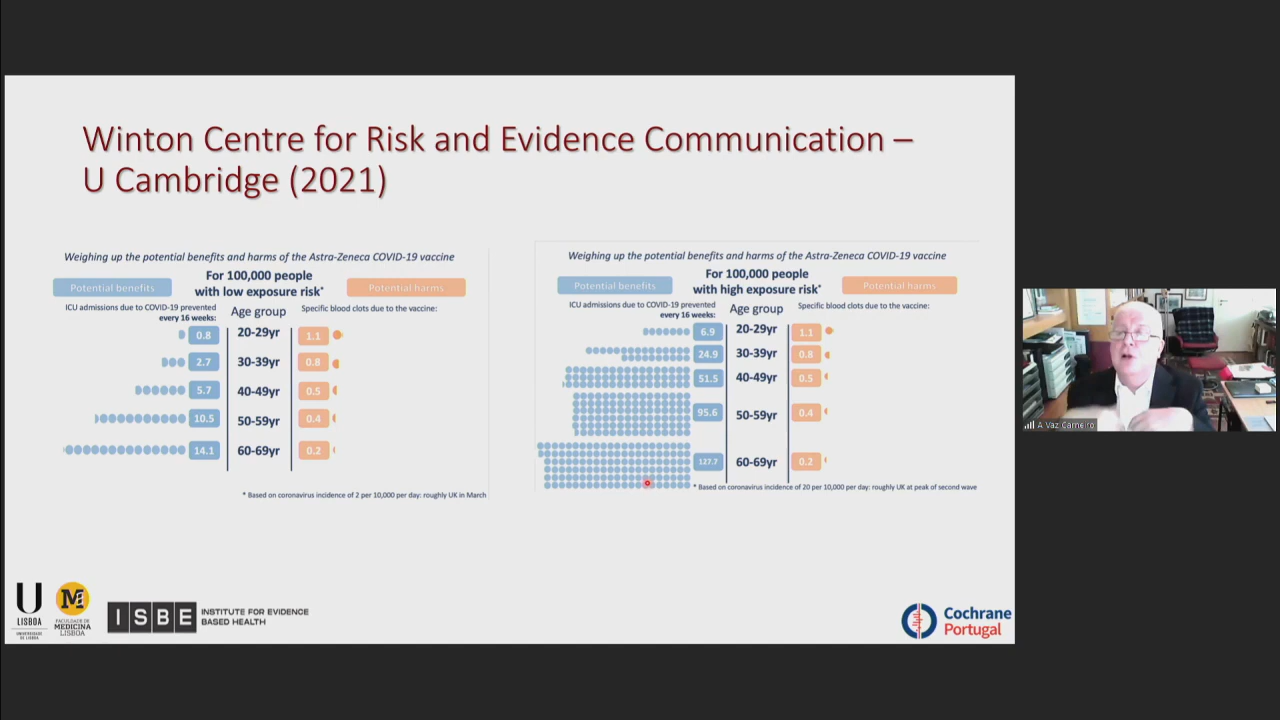 Winton Centre for Risk and Evidence Communication –
U Cambridge (2021)
Weighing up the potential benefits and harms of the Astra-Zeneca COVID-19 vaccine
Potential benefits
For 100,000 people
with low exposure risk*
Potential harms
ICU admissions due to COVID-19 prevented
every 16 weeks:
Age group
Specific blood clots due to the vaccine:
0.8 20-29yr 1.1
2.7 30-39yr 0.8
5.7 40-49yr 0.5
10.5 50-59yr 0.4
14.1 60-69yr 0.2
* Based on coronavirus incidence of 2 per 10,000 per day: roughly UK in March
Weighing up the potential benefits and harms of the Astra-Zeneca COVID-19 vaccine
Potential benefits
For 100,000 people
with high exposure risk*
Potential harms
ICU admissions due to COVID-19 prevented
every 16 weeks:
Age group
Specific blood clots due to the vaccine:
6.9 20-29yr 1.1
24.9 30-39yr 0.8
51.5 40-49yr 0.5
95.6 50-59yr 0.4
127.7 60-69yr 0.2
* Based on coronavirus incidence of 20 per 10,000 per day: roughly UK at peak of second wave
A Vaz Carneiro
U
LISBOA
UNIVERSIDADE
DE LISBOA
M
FACULDADE DE
MEDICINA
LISBOA
ISBE
INSTITUTE FOR EVIDENCE
BASED HEALTH
Cochrane
Portugal